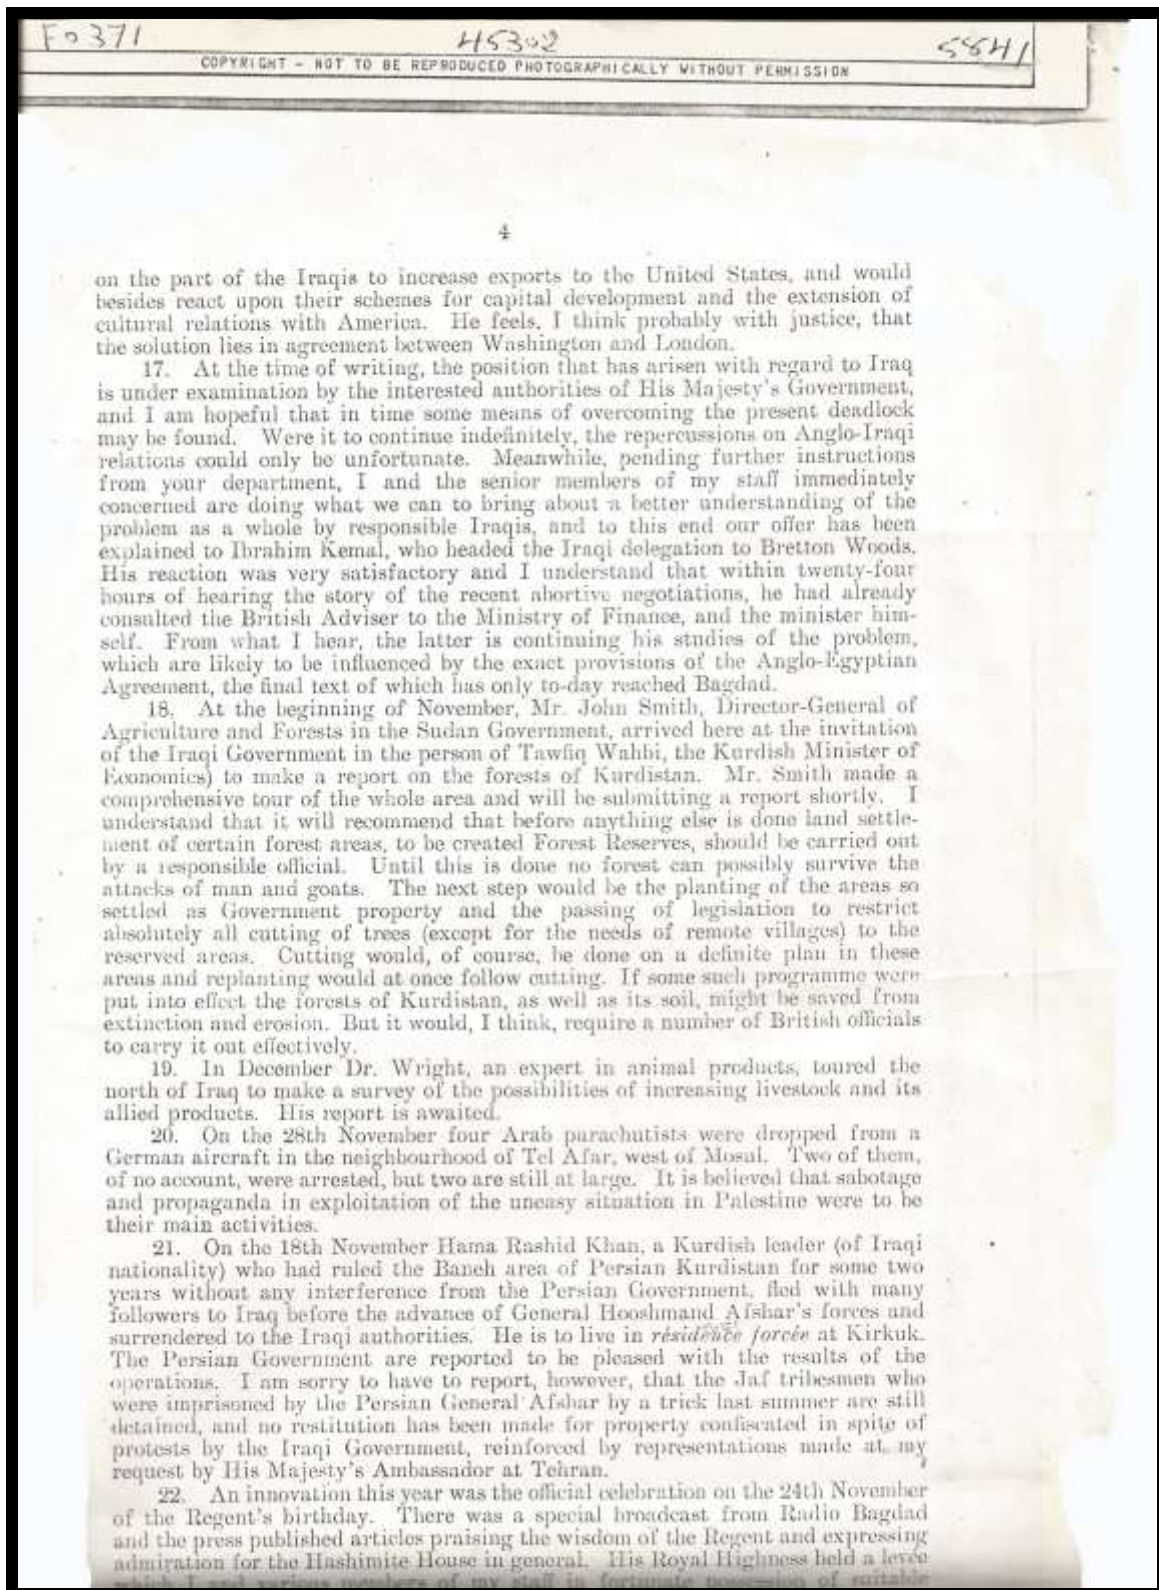 FO 371
45302
5841
COPYRIGHT - NOT TO BE REPRODUCED PHOTOGRAPHICALLY WITHOUT PERMISSION
4
on the part of the Iraqis to increase exports to the United States, and would
besides react upon their schemes for capital development and the extension of
cultural relations with America. He feels, I think probably with justice, that
the solution lies in agreement between Washington and London.
17. At the time of writing, the position that has arisen with regard to Iraq
is under examination by the interested authorities of His Majesty's Government,
and I am hopeful that in time some means of overcoming the present deadlock
may be found. Were it to continue indefinitely, the repercussions on Anglo-Iraqi
relations could only be unfortunate. Meanwhile, pending further instructions
from your department, I and the senior members of my staff immediately
concerned are doing what we can to bring about a better understanding of the
problem as a whole by responsible Iraqis, and to this end our offer has been
explained to Ibrahim Kemal, who headed the Iraqi delegation to Bretton Woods.
His reaction was very satisfactory and I understand that within twenty-four
hours of hearing the story of the recent abortive negotiations, he had already
consulted the British Adviser to the Ministry of Finance, and the minister him-
self. From what I hear, the latter is continuing his studies of the problem,
which are likely to be influenced by the exact provisions of the Anglo-Egyptian
Agreement, the final text of which has only to-day reached Bagdad.
18. At the beginning of November, Mr. John Smith, Director-General of
Agriculture and Forests in the Sudan Government, arrived here at the invitation
of the Iraqi Government in the person of Tawfiq Wahbi, the Kurdish Minister of
Economics) to make a report on the forests of Kurdistan. Mr. Smith made a
comprehensive tour of the whole area and will be submitting a report shortly. I
understand that it will recommend that before anything else is done land settle-
ment of certain forest areas, to be created Forest Reserves, should be carried out
by a responsible official. Until this is done no forest can possibly survive the
attacks of man and goats. The next step would be the planting of the areas so
settled as Government property and the passing of legislation to restrict
absolutely all cutting of trees (except for the needs of remote villages) to the
reserved areas. Cutting would, of course, be done on a definite plan in these
areas and replanting would at once follow cutting. If some such programme were
put into effect the forests of Kurdistan, as well as its soil, might be saved from
extinction and erosion. But it would, I think, require a number of British officials
to carry it out effectively.
19. In December Dr. Wright, an expert in animal products, toured the
north of Iraq to make a survey of the possibilities of increasing livestock and its
allied products. His report is awaited.
20. On the 28th November four Arab parachutists were dropped from a
German aircraft in the neighbourhood of Tel Afar, west of Mosul. Two of them,
of no account, were arrested, but two are still at large. It is believed that sabotage
and propaganda in exploitation of the uneasy situation in Palestine were to be
their main activities.
21. On the 18th November Hama Rashid Khan, a Kurdish leader (of Iraqi
nationality) who had ruled the Baneh area of Persian Kurdistan for some two
years without any interference from the Persian Government, fled with many
followers to Iraq before the advance of General Hooshmand Afshar's forces and
surrendered to the Iraqi authorities. He is to live in résidence forcée at Kirkuk.
The Persian Government are reported to be pleased with the results of the
operations. I am sorry to have to report, however, that the Jaf tribesmen who
were imprisoned by the Persian General Afshar by a trick last summer are still
detained, and no restitution has been made for property confiscated in spite of
protests by the Iraqi Government, reinforced by representations made at my
request by His Majesty's Ambassador at Tehran.
22. An innovation this year was the official celebration on the 24th November
of the Regent's birthday. There was a special broadcast from Radio Bagdad
and the press published articles praising the wisdom of the Regent and expressing
admiration for the Hashimite House in general. His Royal Highness held a levee
which I and various members of my staff in fortunate possession of suitable